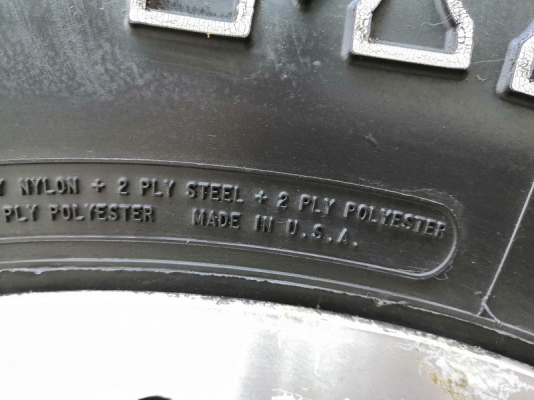 NYLON + 2 PLY STEEL + 2 PLY POLYESTER
PLY POLYESTER MADE IN U.S.A.